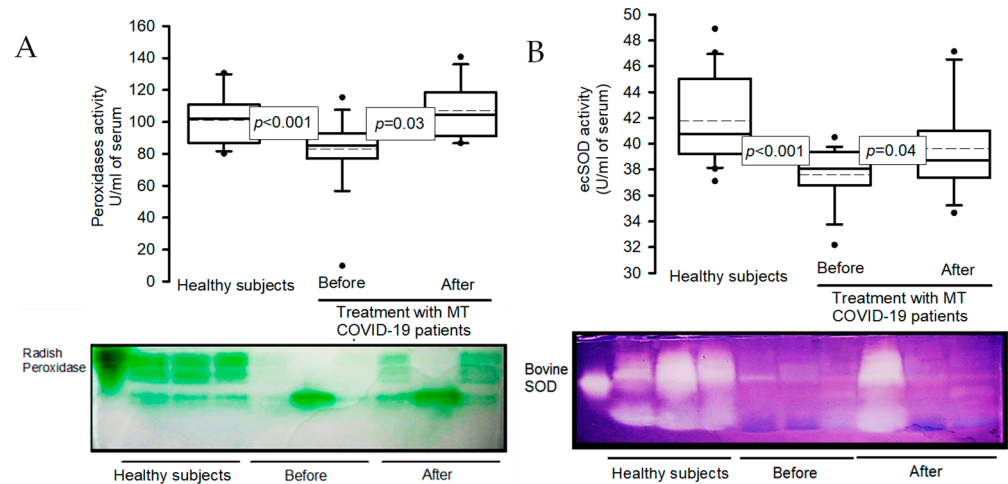 A
Peroxidases activity
U/ml of serum
160
140
120
100
80
60
40
20
0
p<0.001
p=0.03
Healthy subjects
Before
After
Treatment with MT
COVID-19 patients
Radish
Peroxidase
Healthy subjects
Before
After
B
ecSOD activity
(U/ml of serum)
50
48
46
44
42
40
38
36
34
32
30
p<0.001
p=0.04
Healthy subjects
Before
After
Treatment with MT
COVID-19 patients
Bovine
SOD
Healthy subjects
Before
After